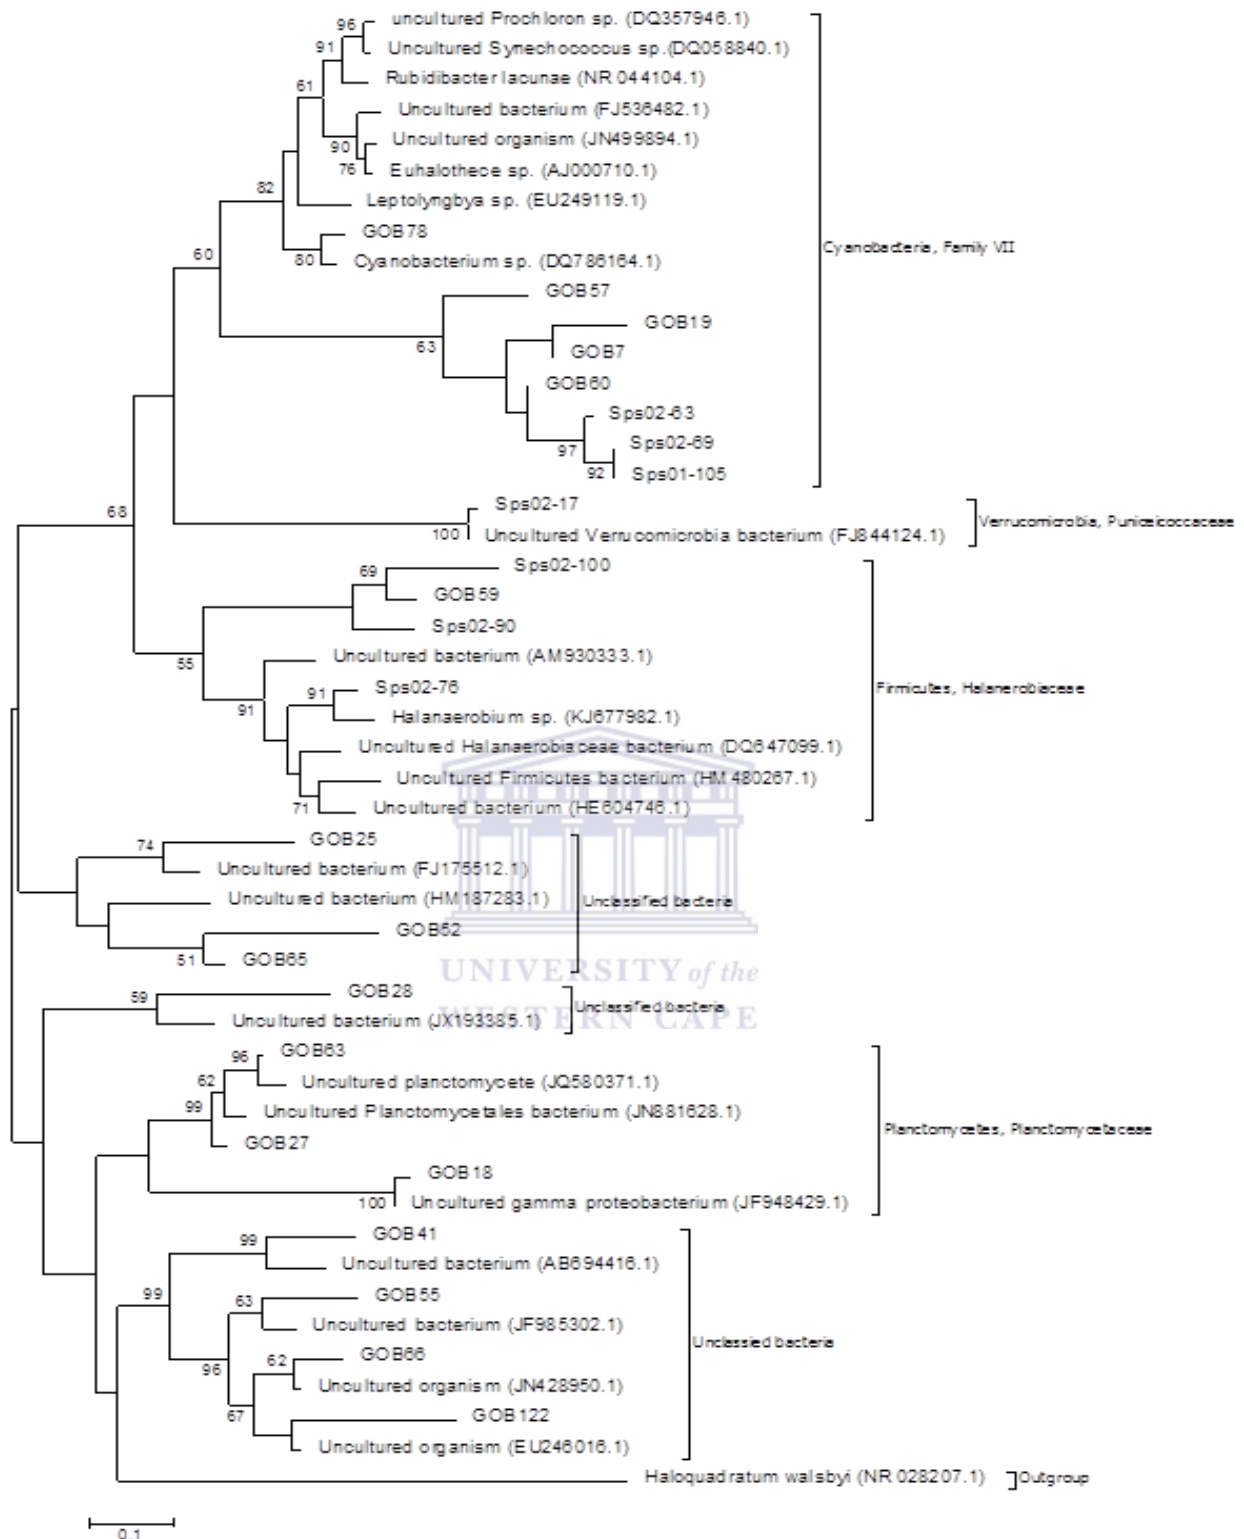 96
uncultured Prochloron sp. (DQ357946.1)
91
Uncultured Synechococcus sp.(DQ058840.1)
Rubidibacter lacunae (NR 044104.1)
61
Uncultured bacterium (FJ536482.1)
90
Uncultured organism (JN499894.1)
76
Euhalothece sp. (AJ000710.1)
82
Leptolyngbya sp. (EU249119.1)
GOB78
Cyanobacteria, Family VII
60
80
Cyanobacterium sp. (DQ786164.1)
GOB57
GOB19
63
GOB7
GOB60
Sps02-63
97
Sps02-69
92
Sps01-105
68
Sps02-17
Verrucomicrobia, Puniceicoccaceae
100
Uncultured Verrucomicrobia bacterium (FJ844124.1)
69
Sps02-100
GOB59
Sps02-90
55
Uncultured bacterium (AM930333.1)
91
Sps02-76
Firmicutes, Halanerobiaceae
91
Halanaerobium sp. (KJ677982.1)
Uncultured Halanaerobiaceae bacterium (DQ647099.1)
Uncultured Firmicutes bacterium (HM 480267.1)
71
Uncultured bacterium (HE604746.1)
74
GOB25
Uncultured bacterium (FJ175512.1)
Uncultured bacterium (HM187283.1)
Unclassified bacteria
GOB52
51
GOB65
UNIVERSITY of the
59
GOB28
Unclassified bacteria
Uncultured bacterium (JX193385.1)
WESTERN CAPE
96
GOB63
62
Uncultured planctomycete (JQ580371.1)
99
Uncultured Planctomycetales bacterium (JN881628.1)
Planctomycetes, Planctomycetaceae
GOB27
GOB18
100
Uncultured gamma proteobacterium (JF948429.1)
99
GOB41
Uncultured bacterium (AB694416.1)
99
63
GOB55
Uncultured bacterium (JF985302.1)
Unclassied bacteria
96
62
GOB66
Uncultured organism (JN428950.1)
67
GOB122
Uncultured organism (EU246016.1)
Haloquadratum walsbyi (NR 028207.1)
Outgroup
0.1